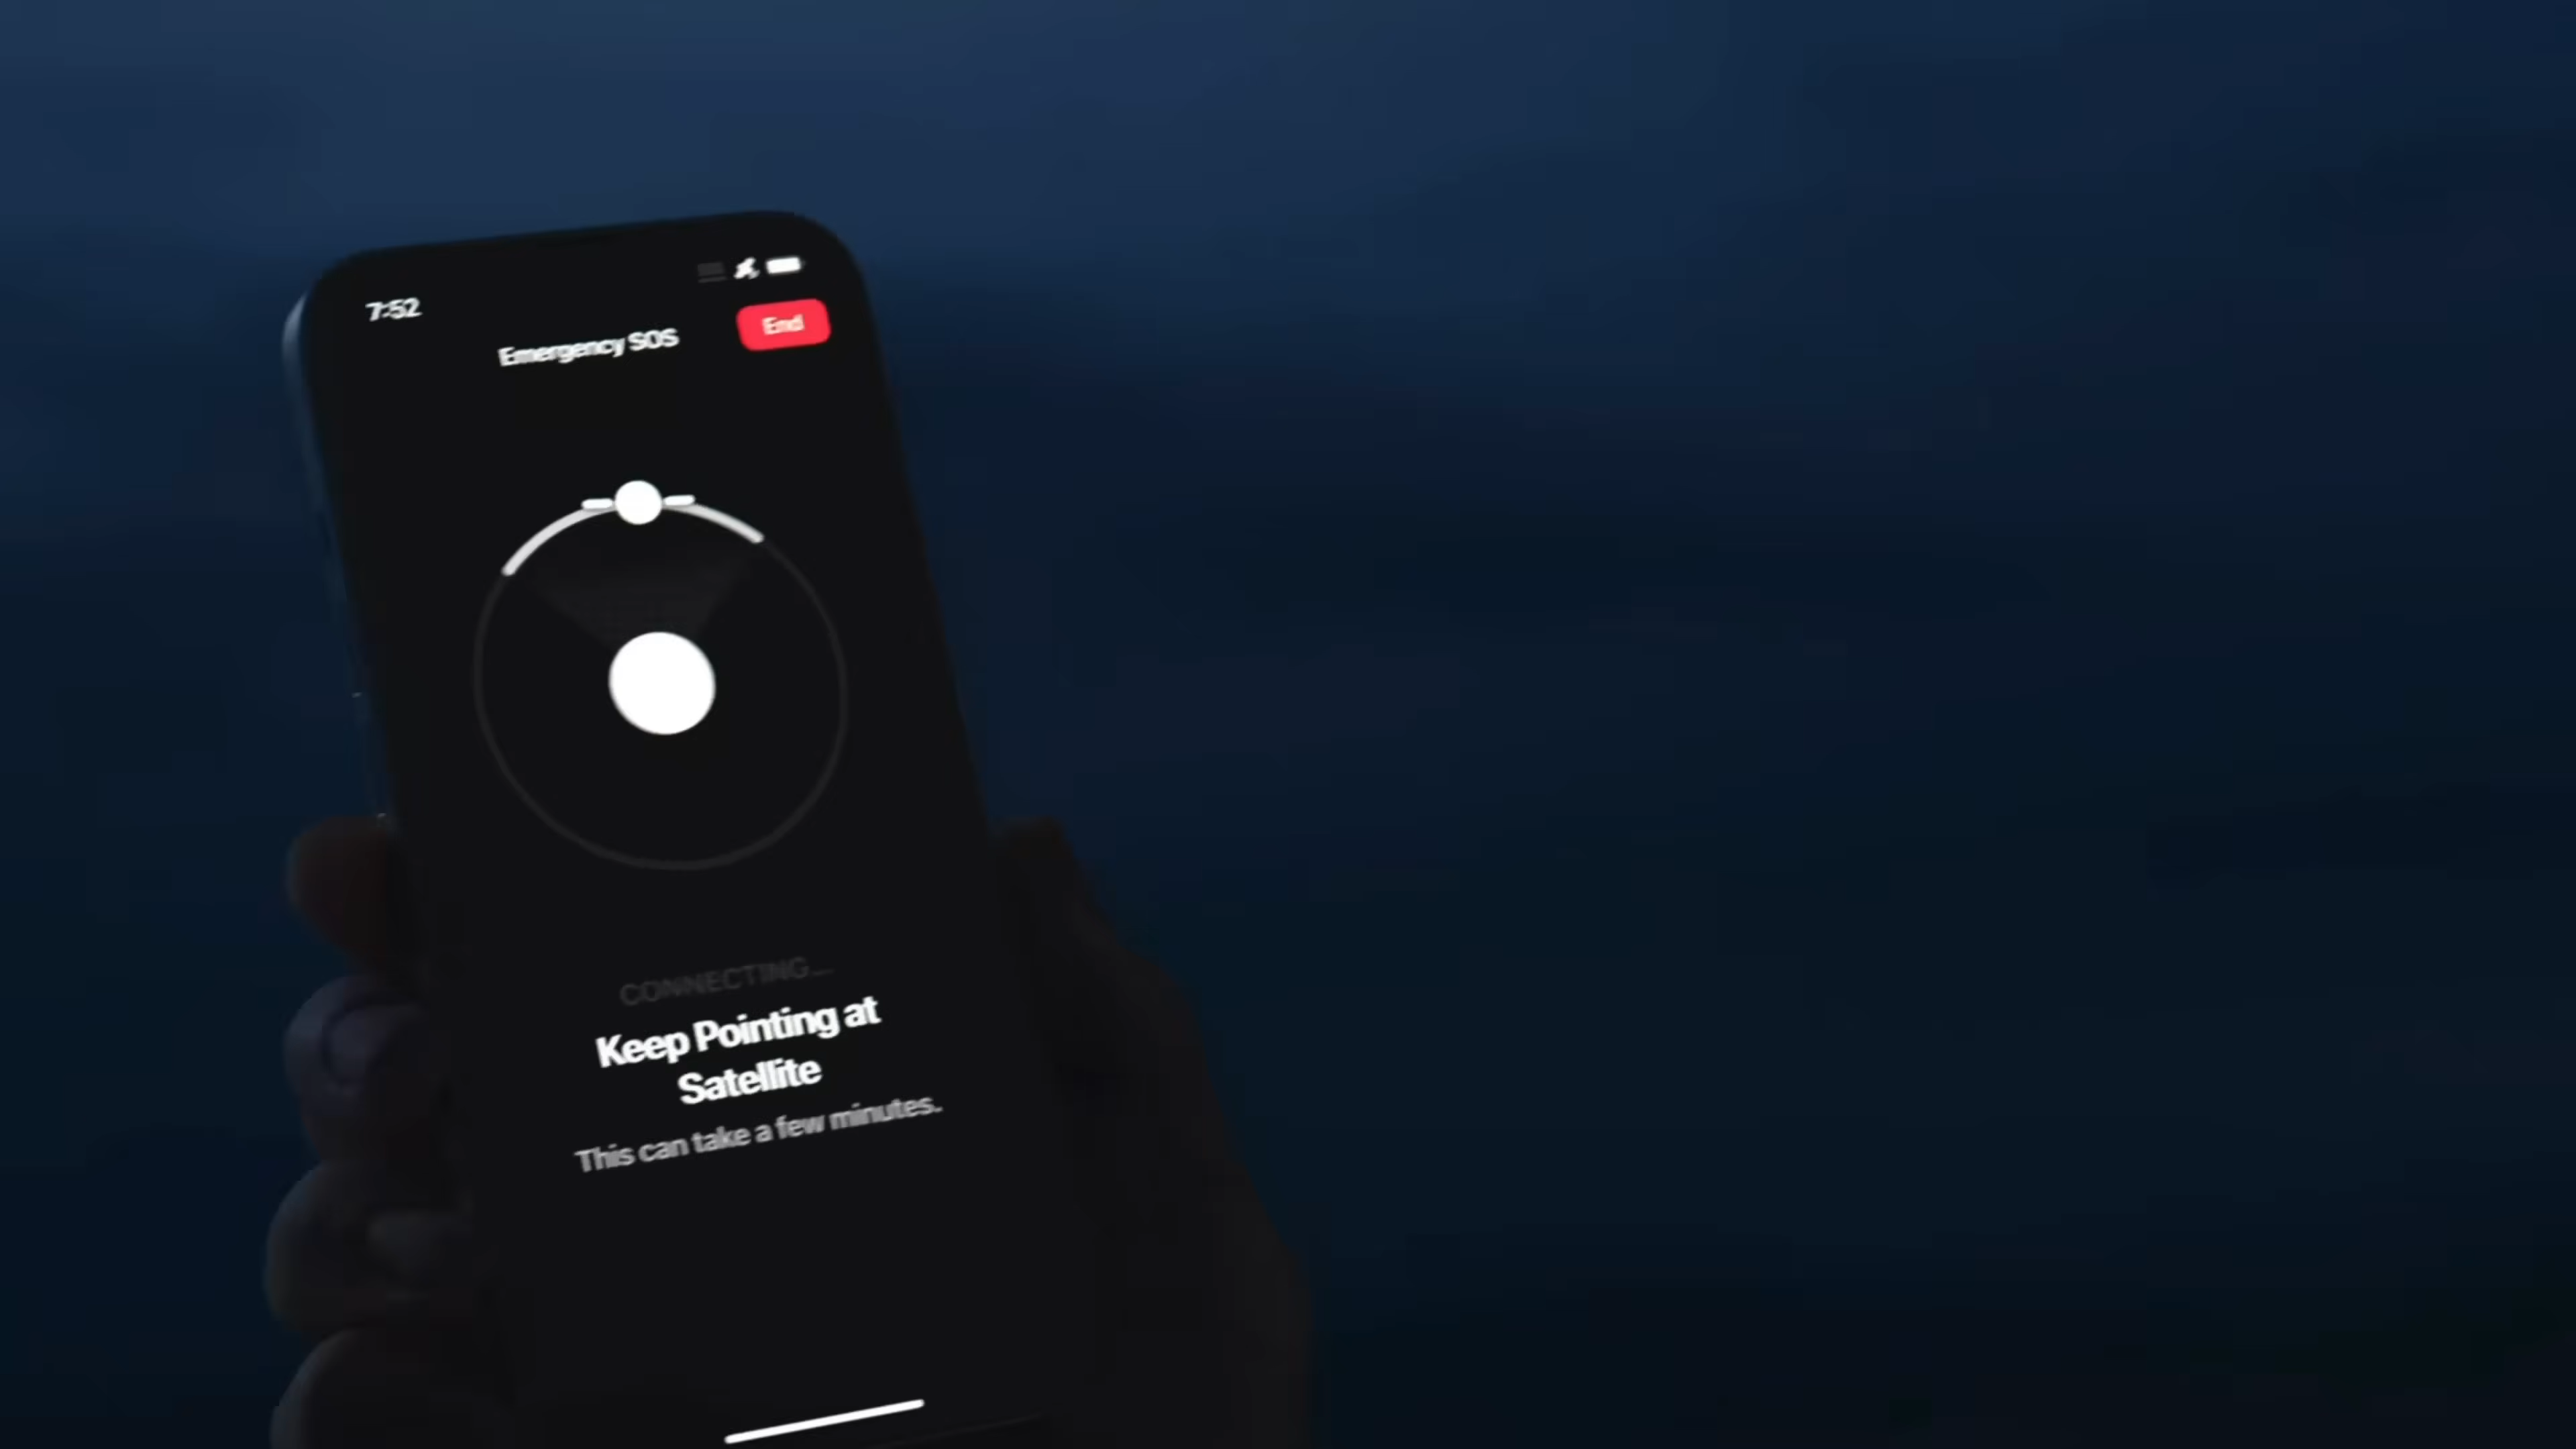 7:52
Emergency SOS
End
CONNECTING...
Keep Pointing at
Satellite
This can take a few minutes.